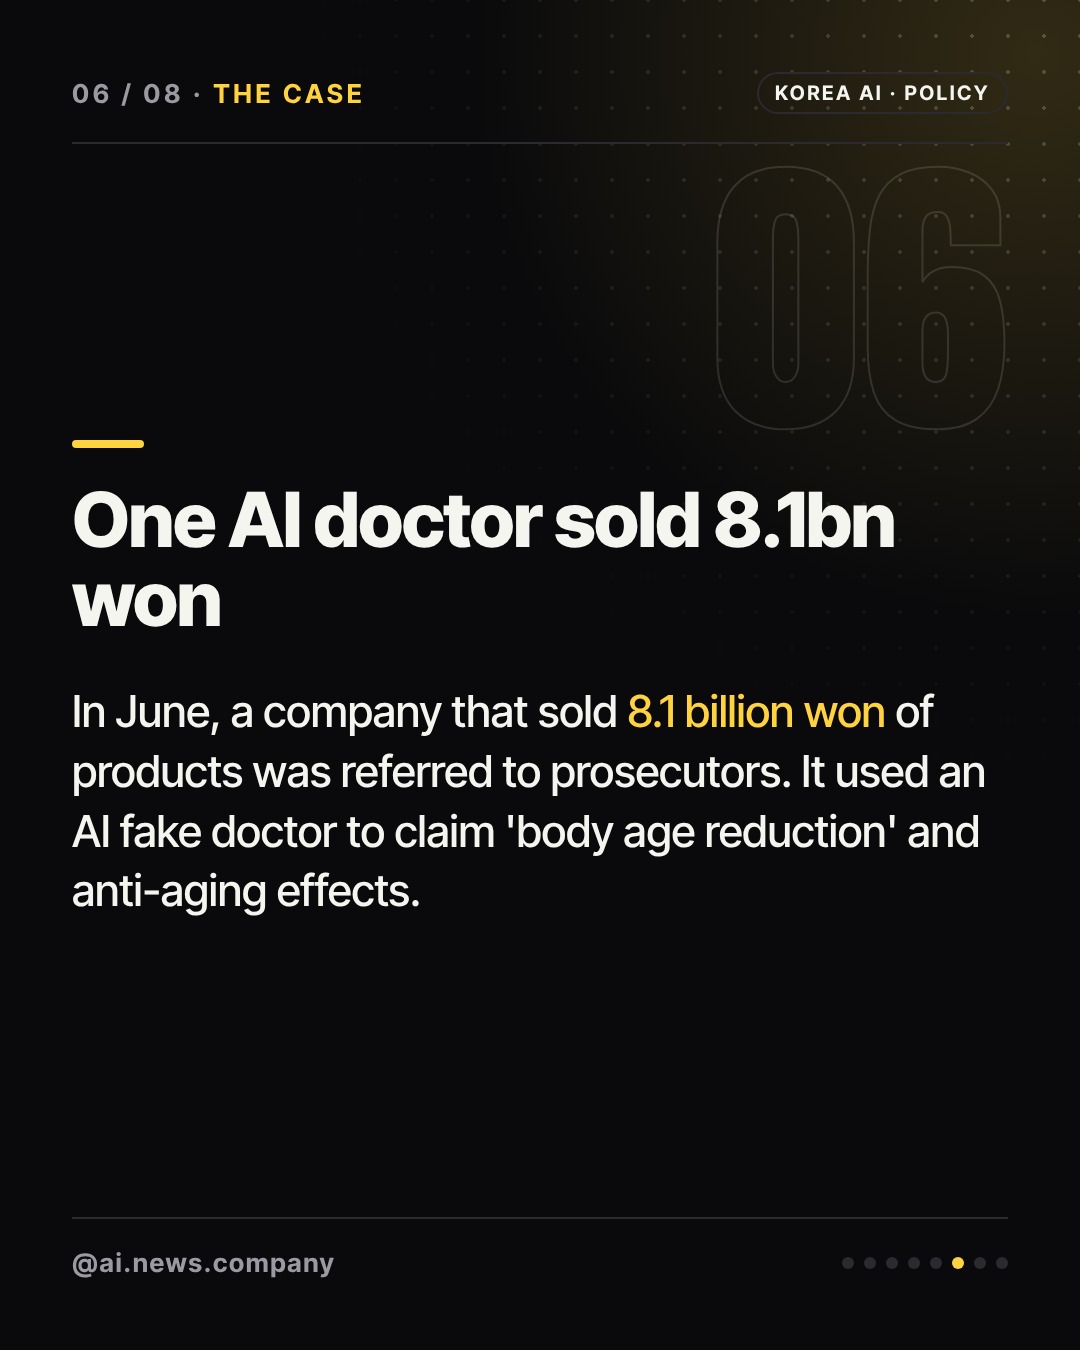 06 / 08 · THE CASE
KOREA AI · POLICY
06
One AI doctor sold 8.1bn
won
In June, a company that sold 8.1 billion won of
products was referred to prosecutors. It used an
AI fake doctor to claim 'body age reduction' and
anti-aging effects.
@ai.news.company